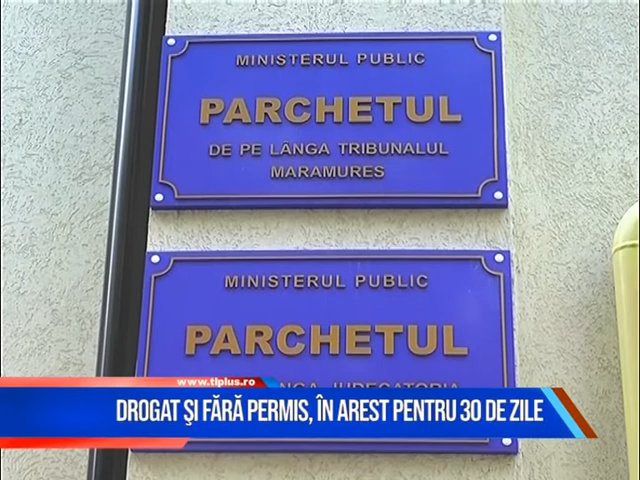 MINISTERUL PUBLIC
PARCHETUL
DE PE LÂNGA TRIBUNALUL
MARAMURES
MINISTERUL PUBLIC
PARCHETUL
JUDECATORIA
www.tlplus.ro
DROGAT ŞI FĂRĂ PERMIS, ÎN AREST PENTRU 30 DE ZILE